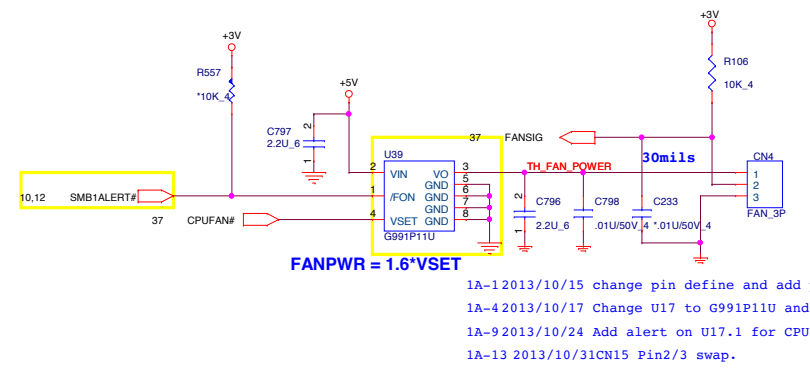 +3V
+3V
R557
*10K_4
R106
10K_4
+5V
C797
2.2U_6
2
1
37 FANSIG
30mils
CN4
1
2
3
FAN_3P
U39
2 VIN VO 3
TH_FAN_POWER
GND 5
1 /FON GND 6
GND 7
4 VSET GND 8
G991P11U
10,12 SMB1ALERT#
37 CPUFAN#
2
1
C796
2.2U_6
C798
.01U/50V_4
C233
*.01U/50V_4
FANPWR = 1.6*VSET
1A-1 2013/10/15 change pin define and add
1A-4 2013/10/17 Change U17 to G991P11U and
1A-9 2013/10/24 Add alert on U17.1 for CPU
1A-13 2013/10/31CN15 Pin2/3 swap.